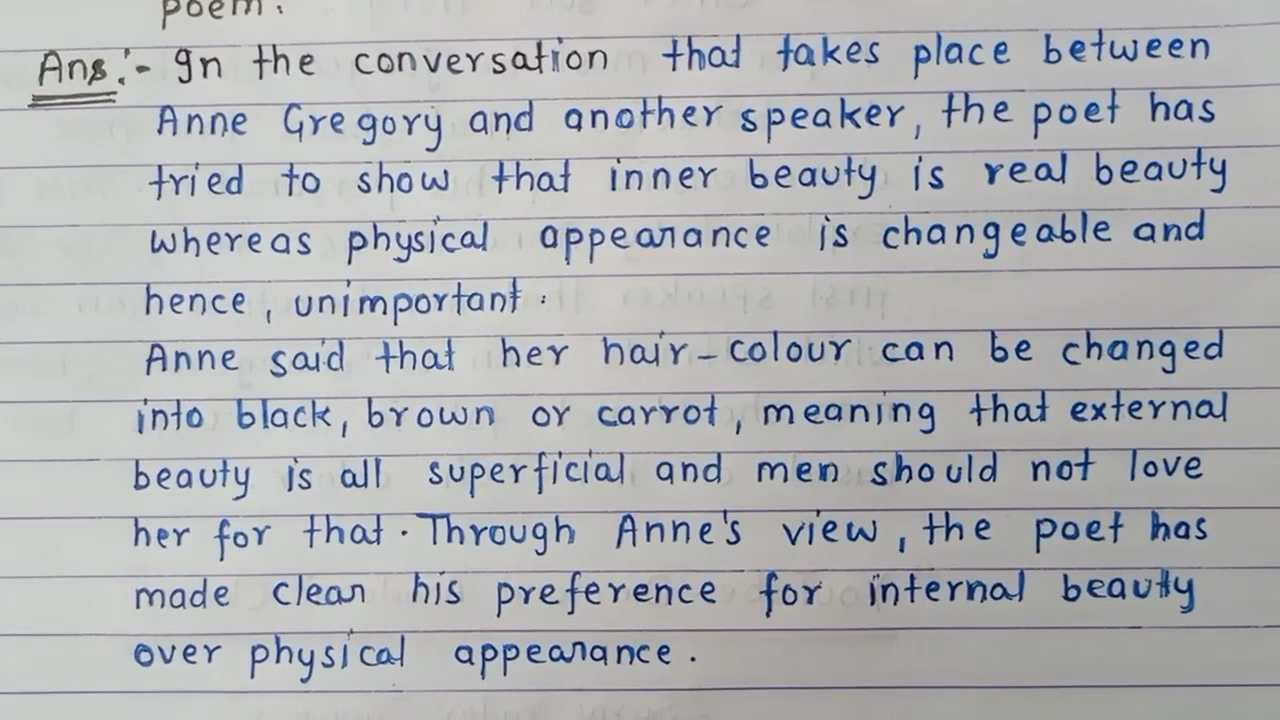 poem.
Ans:- In the conversation that takes place between
Anne Gregory and another speaker, the poet has
tried to show that inner beauty is real beauty
whereas physical appearance is changeable and
hence, unimportant.
Anne said that her hair-colour can be changed
into black, brown or carrot, meaning that external
beauty is all superficial and men should not love
her for that. Through Anne's view, the poet has
made clear his preference for internal beauty
over physical appearance.